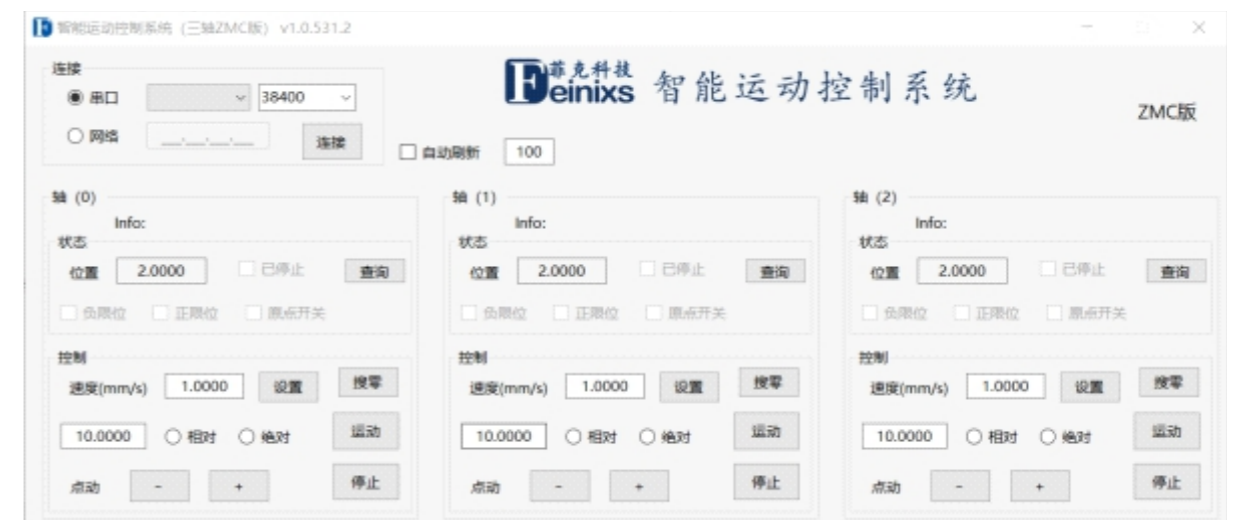 智能运动控制系统 (三轴ZMC版) v1.0.531.2
连接
串口 38400
网络 连接
自动刷新 100
菲克科技
Feinixs 智能运动控制系统
ZMC版
轴 (0)
Info:
状态
位置 2.0000 已停止 查询
负限位 正限位 原点开关
控制
速度(mm/s) 1.0000 设置 搜零
10.0000 相对 绝对 运动
点动 - + 停止
轴 (1)
Info:
状态
位置 2.0000 已停止 查询
负限位 正限位 原点开关
控制
速度(mm/s) 1.0000 设置 搜零
10.0000 相对 绝对 运动
点动 - + 停止
轴 (2)
Info:
状态
位置 2.0000 已停止 查询
负限位 正限位 原点开关
控制
速度(mm/s) 1.0000 设置 搜零
10.0000 相对 绝对 运动
点动 - + 停止